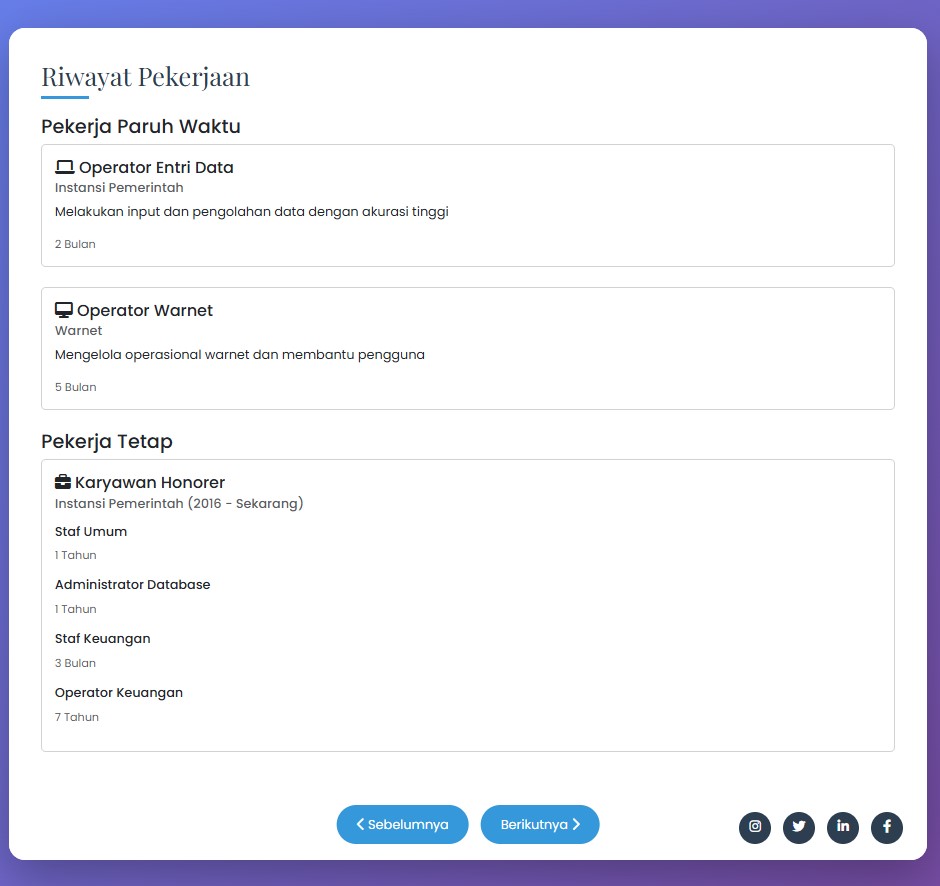 Riwayat Pekerjaan
Pekerja Paruh Waktu
Operator Entri Data
Instansi Pemerintah
Melakukan input dan pengolahan data dengan akurasi tinggi
2 Bulan
Operator Warnet
Warnet
Mengelola operasional warnet dan membantu pengguna
5 Bulan
Pekerja Tetap
Karyawan Honorer
Instansi Pemerintah (2016 - Sekarang)
Staf Umum
1 Tahun
Administrator Database
1 Tahun
Staf Keuangan
3 Bulan
Operator Keuangan
7 Tahun
Sebelumnya Berikutnya